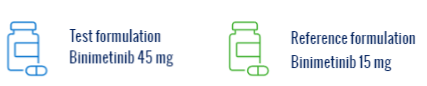 Test formulation
Binimetinib 45 mg
Reference formulation
Binimetinib 15 mg